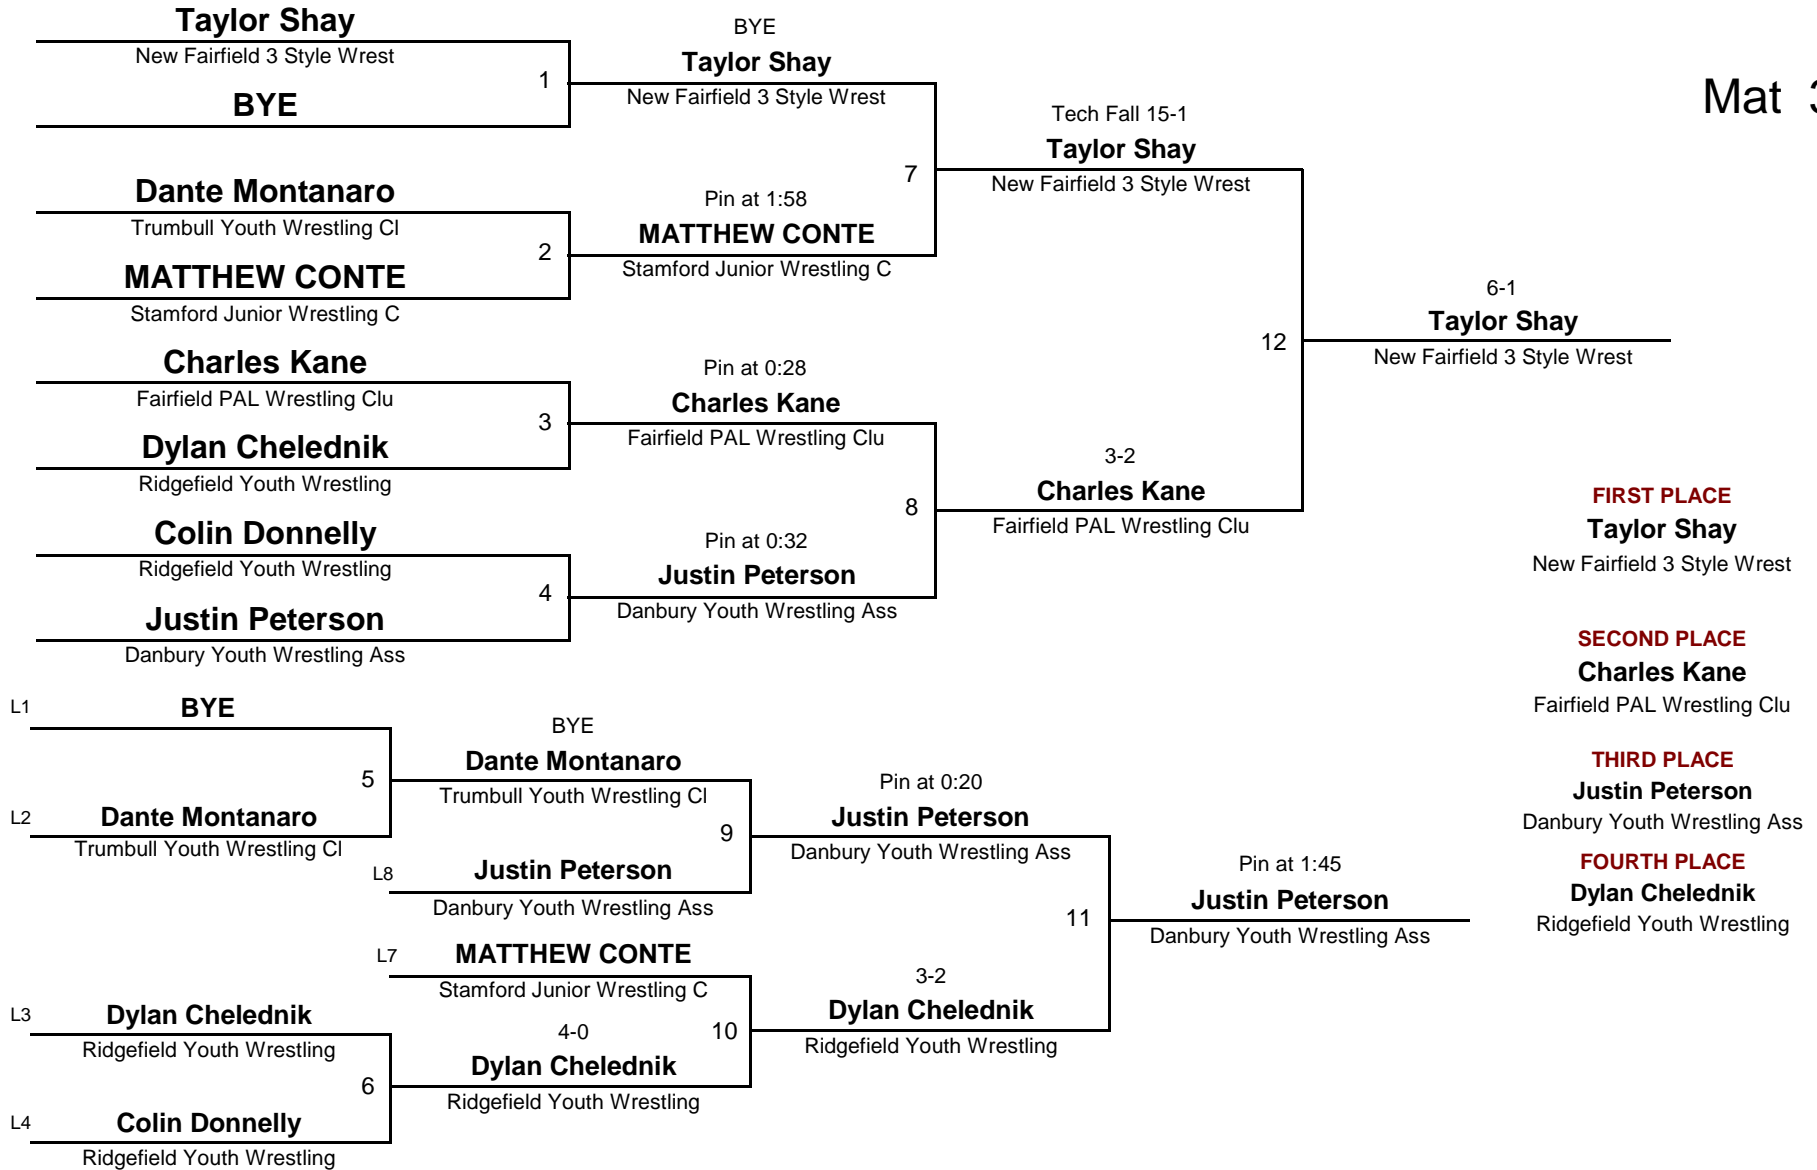 Taylor Shay
New Fairfield 3 Style Wrest
1
BYE
BYE
Taylor Shay
New Fairfield 3 Style Wrest
Dante Montanaro
Trumbull Youth Wrestling Cl
2
MATTHEW CONTE
Stamford Junior Wrestling C
Pin at 1:58
MATTHEW CONTE
Stamford Junior Wrestling C
7
Tech Fall 15-1
Taylor Shay
New Fairfield 3 Style Wrest
Mat 3
Charles Kane
Fairfield PAL Wrestling Clu
3
Dylan Chelednik
Ridgefield Youth Wrestling
Pin at 0:28
Charles Kane
Fairfield PAL Wrestling Clu
Colin Donnelly
Ridgefield Youth Wrestling
4
Justin Peterson
Danbury Youth Wrestling Ass
Pin at 0:32
Justin Peterson
Danbury Youth Wrestling Ass
8
3-2
Charles Kane
Fairfield PAL Wrestling Clu
12
6-1
Taylor Shay
New Fairfield 3 Style Wrest
FIRST PLACE
Taylor Shay
New Fairfield 3 Style Wrest
SECOND PLACE
Charles Kane
Fairfield PAL Wrestling Clu
THIRD PLACE
Justin Peterson
Danbury Youth Wrestling Ass
FOURTH PLACE
Dylan Chelednik
Ridgefield Youth Wrestling
L1
BYE
5
L2
Dante Montanaro
Trumbull Youth Wrestling Cl
BYE
Dante Montanaro
Trumbull Youth Wrestling Cl
9
L8
Justin Peterson
Danbury Youth Wrestling Ass
Pin at 0:20
Justin Peterson
Danbury Youth Wrestling Ass
L7
MATTHEW CONTE
Stamford Junior Wrestling C
10
L3
Dylan Chelednik
Ridgefield Youth Wrestling
6
L4
Colin Donnelly
Ridgefield Youth Wrestling
4-0
Dylan Chelednik
Ridgefield Youth Wrestling
3-2
Dylan Chelednik
Ridgefield Youth Wrestling
11
Pin at 1:45
Justin Peterson
Danbury Youth Wrestling Ass